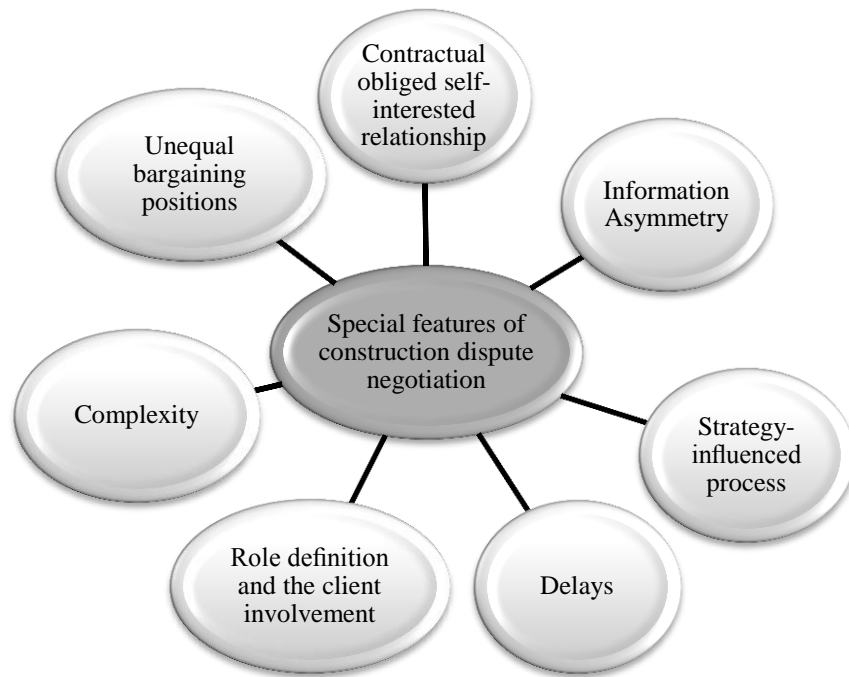 Contractual
obliged self-
interested
relationship
Unequal
bargaining
positions
Information
Asymmetry
Special features of
construction dispute
negotiation
Complexity
Strategy-
influenced
process
Role definition
and the client
involvement
Delays